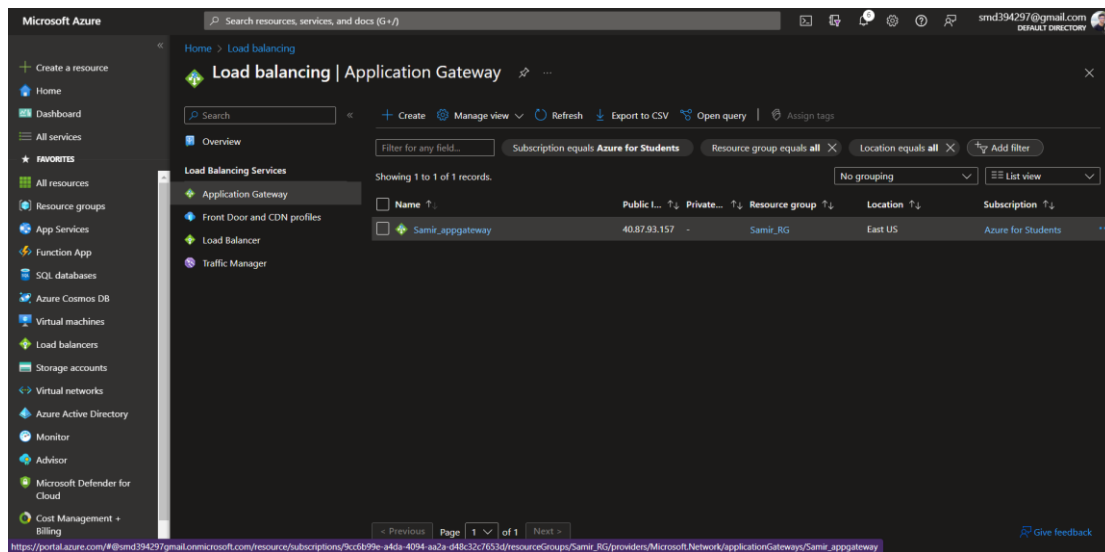 Microsoft Azure
Search resources, services, and docs (G+/)
smd394297@gmail.com
DEFAULT DIRECTORY
Create a resource
Home
Dashboard
All services
FAVORITES
All resources
Resource groups
App Services
Function App
SQL databases
Azure Cosmos DB
Virtual machines
Load balancers
Storage accounts
Virtual networks
Azure Active Directory
Monitor
Advisor
Microsoft Defender for
Cloud
Cost Management +
Billing
Home > Load balancing
Load balancing | Application Gateway
Search
Overview
Load Balancing Services
Application Gateway
Front Door and CDN profiles
Load Balancer
Traffic Manager
+ Create Manage view Refresh Export to CSV Open query | Assign tags
Filter for any field... Subscription equals Azure for Students Resource group equals all Location equals all Add filter
Showing 1 to 1 of 1 records.
No grouping List view
Name Public I... Private... Resource group Location Subscription
Samir_appgateway 40.87.93.157 - Samir_RG East US Azure for Students
< Previous Page 1 of 1 Next >
Give feedback
https://portal.azure.com/#@smd394297gmail.onmicrosoft.com/resource/subscriptions/9cc6b99e-a4da-4094-aa2a-d48c32c7653d/resourceGroups/Samir_RG/providers/Microsoft.Network/applicationGateways/Samir_appgateway